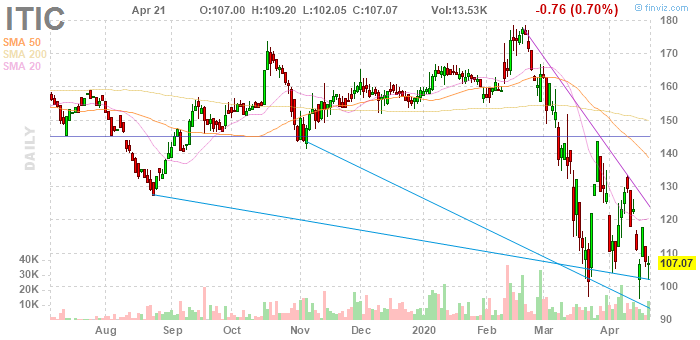 ITIC Apr 21 O:107.00 H:109.20 L:102.05 C:107.07 Vol:13.53K -0.76 (0.70%) © finviz.com
SMA 50
SMA 200
SMA 20
DAILY
180
170
160
150
140
130
120
110
107.07
100
90
40K
30K
20K
10K
Aug Sep Oct Nov Dec 2020 Feb Mar Apr